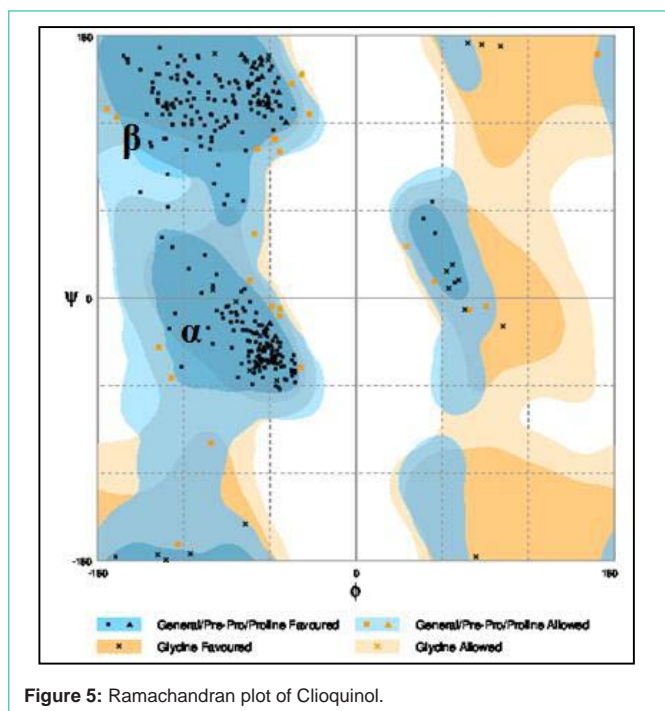 180
β
ψ 0
α
-180
-180 0 180
ϕ
General/Pre-Pro/Proline Favoured General/Pre-Pro/Proline Allowed
Glycine Favoured Glycine Allowed
Figure 5: Ramachandran plot of Clioquinol.